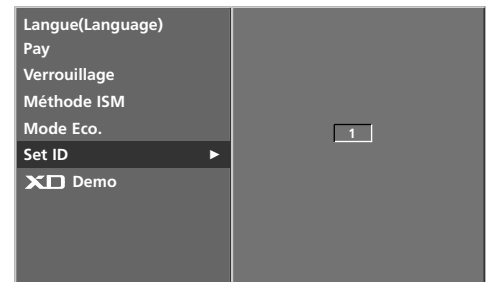 Langue(Language)
Pay
Verrouillage
Méthode ISM
Mode Eco.
Set ID ►
1
XD Demo